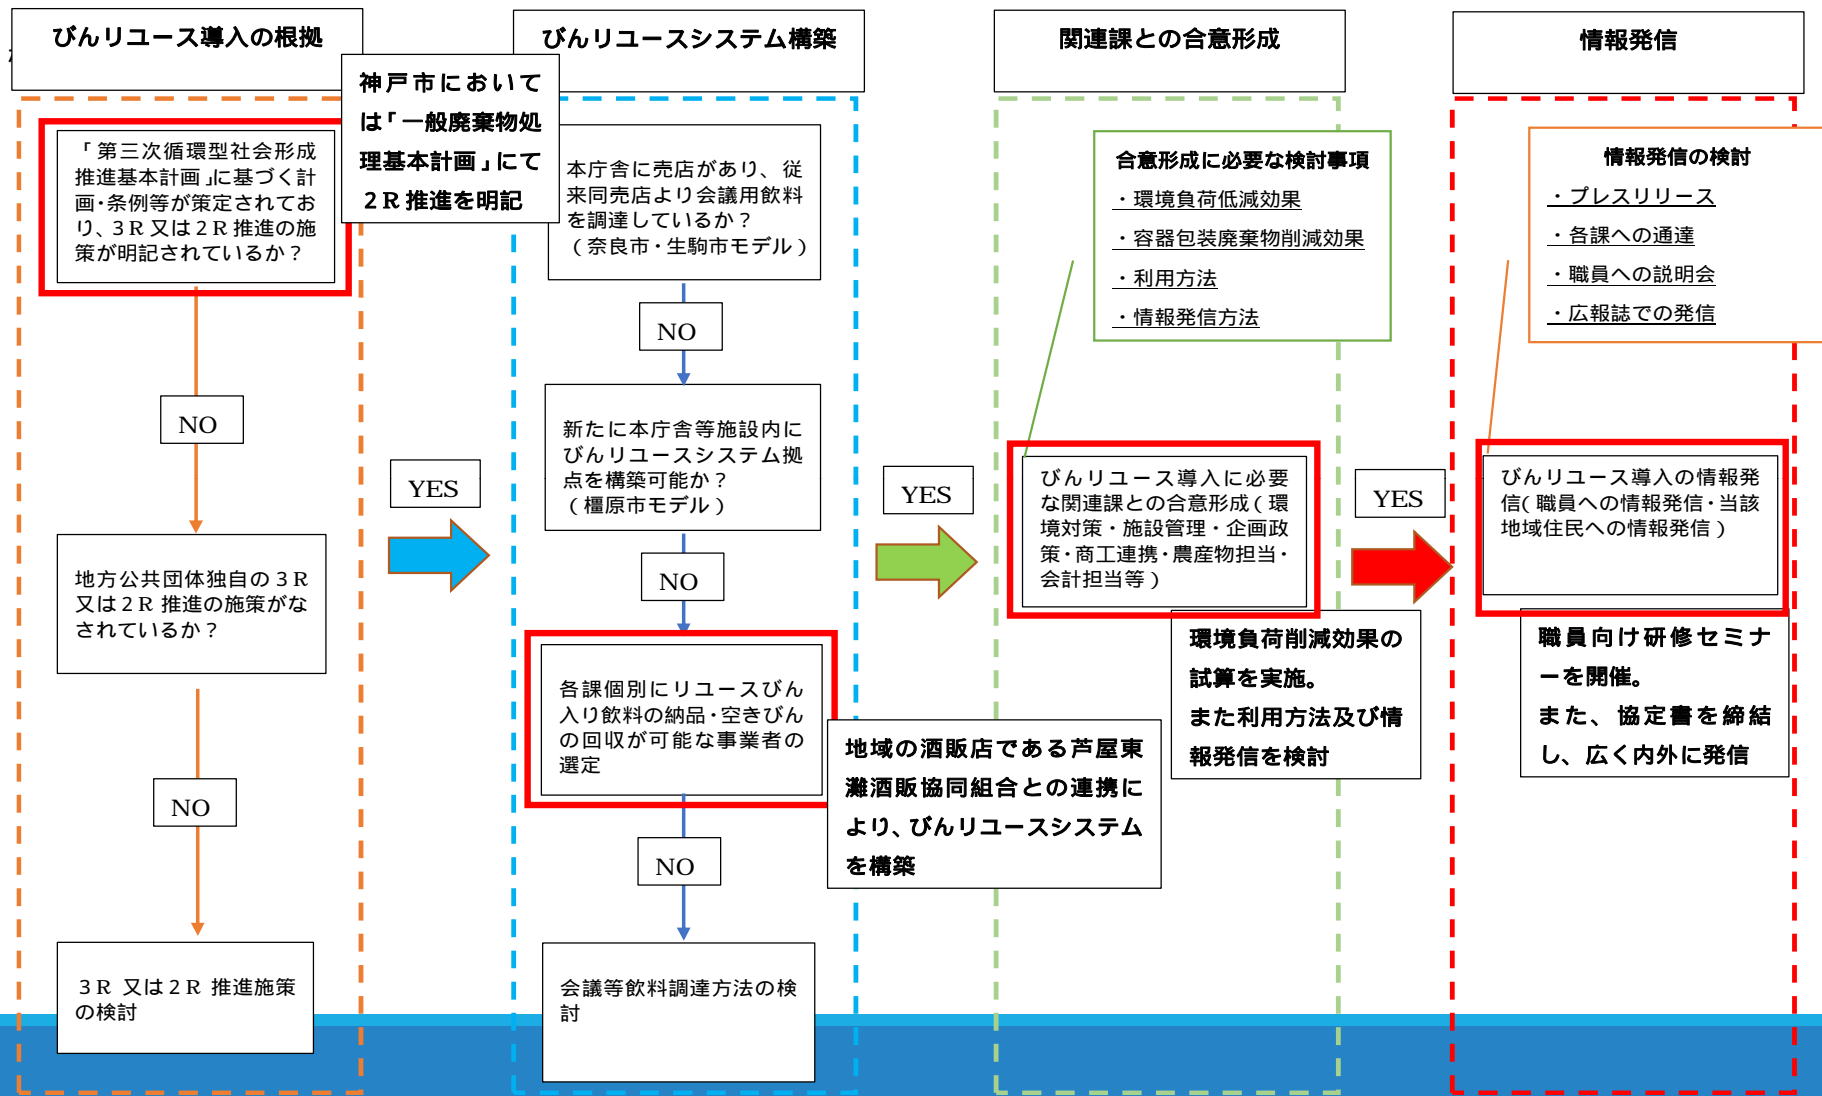 びんリユース導入の根拠
「第三次循環型社会形成
推進基本計画」に基づく計
画・条例等が策定されてお
り、3R 又は2R 推進の施
策が明記されているか?
NO
地方公共団体独自の3R
又は2R 推進の施策がな
されているか?
NO
3R 又は2R 推進施策
の検討
神戸市において
は「一般廃棄物処
理基本計画」にて
2R 推進を明記
YES
びんリユースシステム構築
本庁舎に売店があり、従
来同売店より会議用飲料
を調達しているか?
(奈良市・生駒市モデル)
NO
新たに本庁舎等施設内に
びんリユースシステム拠
点を構築可能か?
(橿原市モデル)
NO
各課個別にリユースびん
入り飲料の納品・空きびん
の回収が可能な事業者の
選定
NO
会議等飲料調達方法の検
討
地域の酒販店である芦屋東
灘酒販協同組合との連携に
より、びんリユースシステム
を構築
YES
関連課との合意形成
合意形成に必要な検討事項
・環境負荷低減効果
・容器包装廃棄物削減効果
・利用方法
・情報発信方法
びんリユース導入に必要
な関連課との合意形成(環
境対策・施設管理・企画政
策・商工連携・農産物担当・
会計担当等)
環境負荷削減効果の
試算を実施。
また利用方法及び情
報発信を検討
YES
情報発信
情報発信の検討
・プレスリリース
・各課への通達
・職員への説明会
・広報誌での発信
びんリユース導入の情報発
信(職員への情報発信・当該
地域住民への情報発信)
職員向け研修セミナ
ーを開催。
また、協定書を締結
し、広く内外に発信